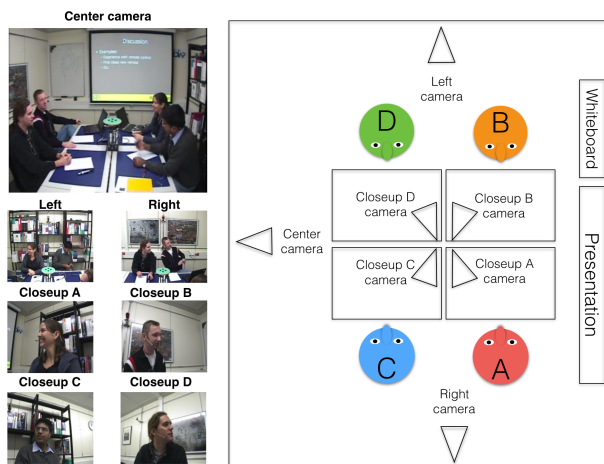 Center camera
Discussion
Examples:
Left
Right
Closeup A
Closeup B
Closeup C
Closeup D
Left
camera
D
B
Whiteboard
Closeup D
camera
Closeup B
camera
Center
camera
Closeup C
camera
Closeup A
camera
Presentation
C
A
Right
camera